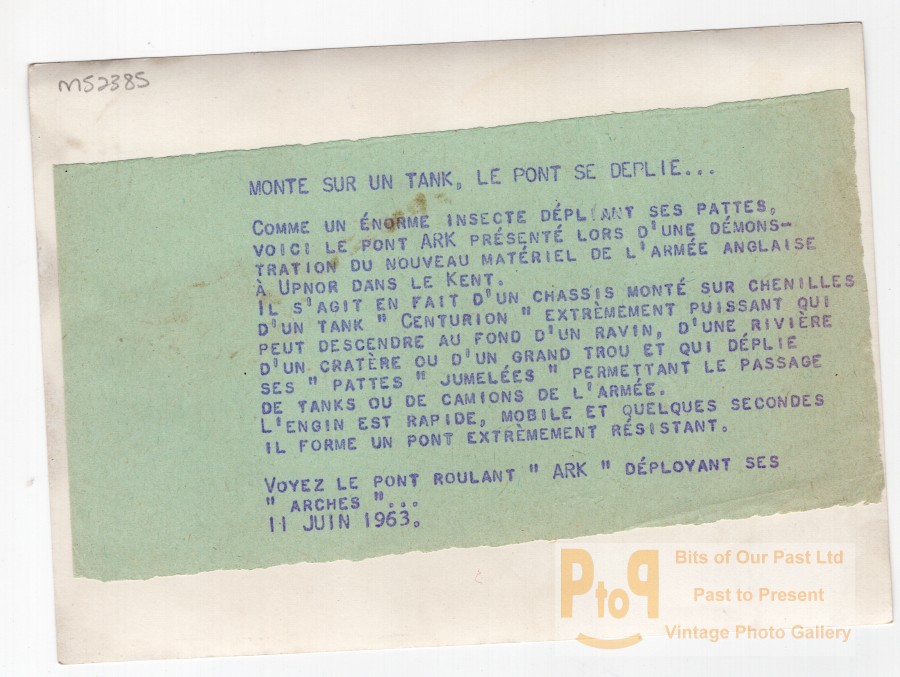 M52385
MONTE SUR UN TANK, LE PONT SE DEPLIE...
COMME UN ÉNORME INSECTE DÉPLIANT SES PATTES,
VOICI LE PONT ARK PRÉSENTÉ LORS D'UNE DÉMONS-
TRATION DU NOUVEAU MATÉRIEL DE L'ARMÉE ANGLAISE
À UPNOR DANS LE KENT.
IL S'AGIT EN FAIT D'UN CHASSIS MONTÉ SUR CHENILLES
D'UN TANK " CENTURION " EXTRÈMEMENT PUISSANT QUI
PEUT DESCENDRE AU FOND D'UN RAVIN, D'UNE RIVIÈRE
D'UN CRATÈRE OU D'UN GRAND TROU ET QUI DÉPLIE
SES " PATTES " JUMELÉES " PERMETTANT LE PASSAGE
DE TANKS OU DE CAMIONS DE L'ARMÉE.
L'ENGIN EST RAPIDE, MOBILE ET QUELQUES SECONDES
IL FORME UN PONT EXTRÈMEMENT RÉSISTANT.
VOYEZ LE PONT ROULANT " ARK " DÉPLOYANT SES
" ARCHES "...
11 JUIN 1963.
PtoP
Bits of Our Past Ltd
Past to Present
Vintage Photo Gallery